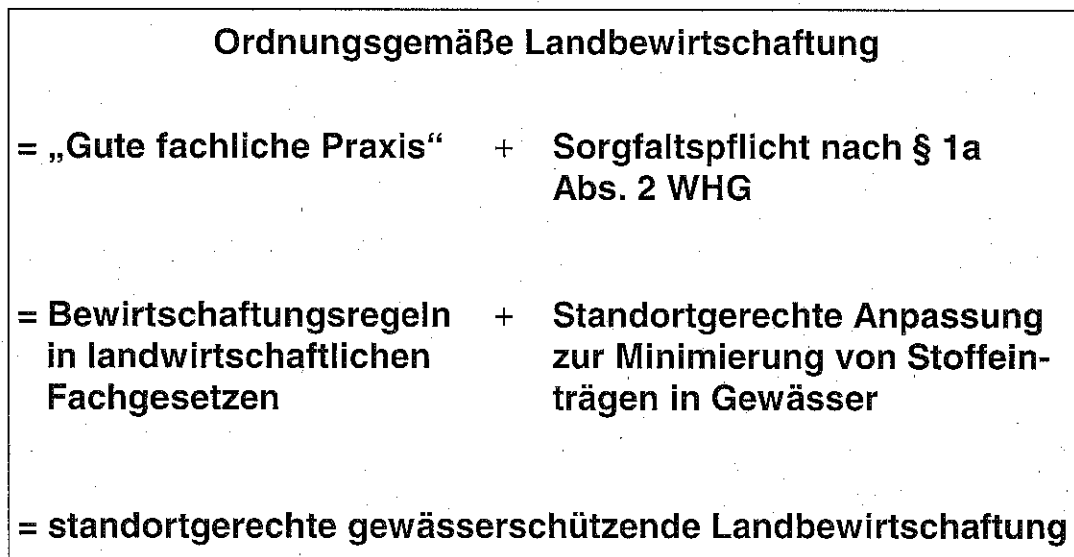 Ordnungsgemäße Landbewirtschaftung
= „Gute fachliche Praxis“ + Sorgfaltspflicht nach § 1a
Abs. 2 WHG
= Bewirtschaftungsregeln + Standortgerechte Anpassung
in landwirtschaftlichen zur Minimierung von Stoffein-
Fachgesetzen trägen in Gewässer
= standortgerechte gewässerschützende Landbewirtschaftung